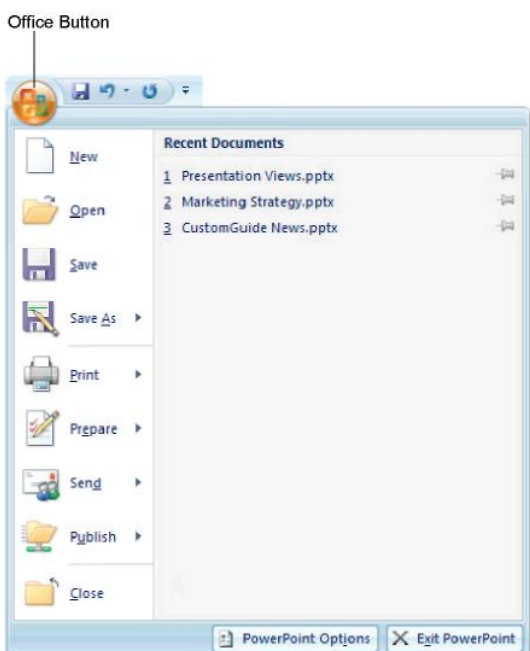 Office Button
Recent Documents
1 Presentation Views.pptx
2 Marketing Strategy.pptx
3 CustomGuide News.pptx
New
Open
Save
Save As
Print
Prepare
Send
Publish
Close
PowerPoint Options
Exit PowerPoint